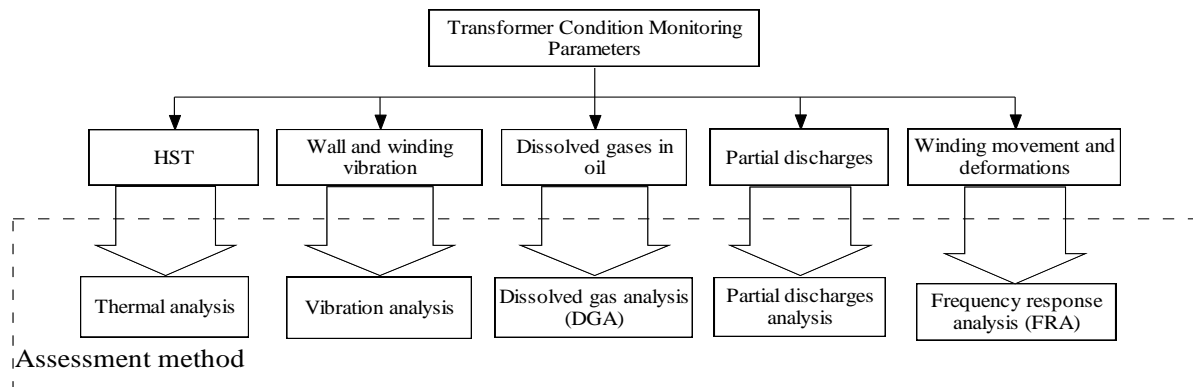 Transformer Condition Monitoring
Parameters
HST
Wall and winding
vibration
Dissolved gases in
oil
Partial discharges
Winding movement and
deformations
Thermal analysis
Vibration analysis
Dissolved gas analysis
(DGA)
Partial discharges
analysis
Frequency response
analysis (FRA)
Assessment method